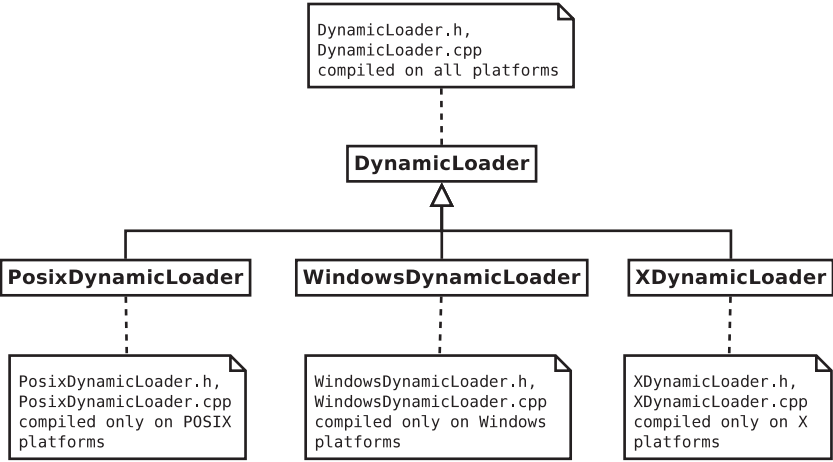 DynamicLoader.h,
DynamicLoader.cpp
compiled on all platforms
DynamicLoader
PosixDynamicLoader
WindowsDynamicLoader
XDynamicLoader
PosixDynamicLoader.h,
PosixDynamicLoader.cpp
compiled only on POSIX
platforms
WindowsDynamicLoader.h,
WindowsDynamicLoader.cpp
compiled only on Windows
platforms
XDynamicLoader.h,
XDynamicLoader.cpp
compiled only on X
platforms